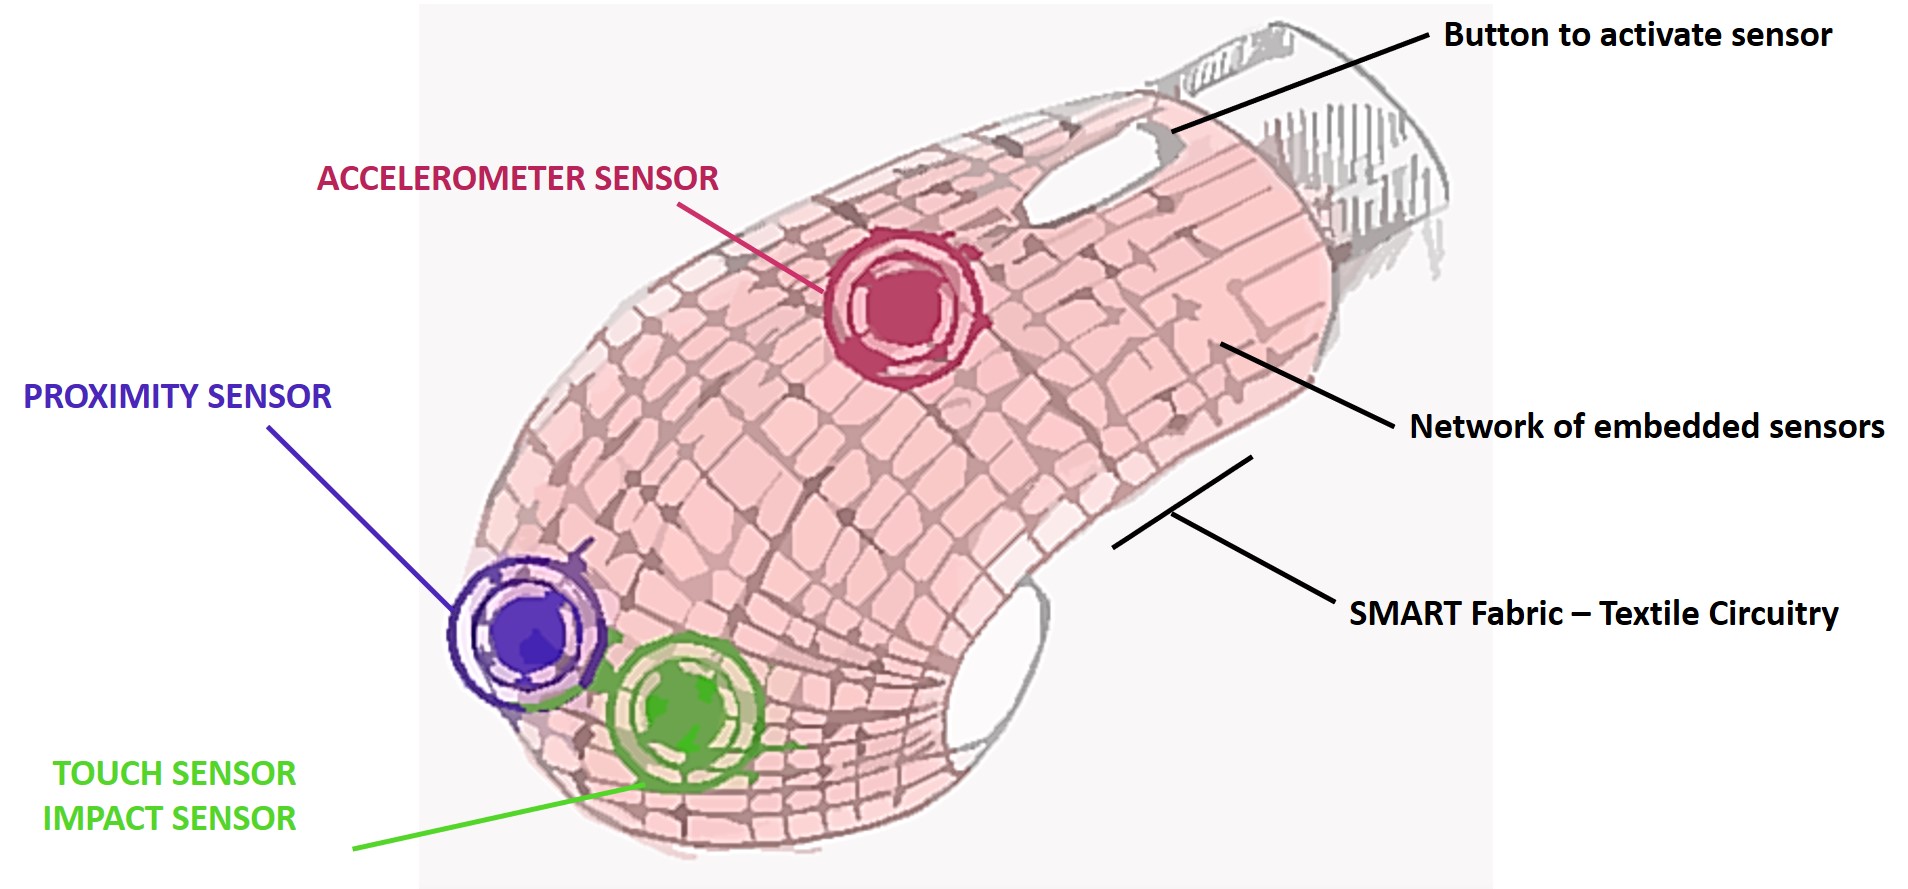 Button to activate sensor
ACCELEROMETER SENSOR
PROXIMITY SENSOR
Network of embedded sensors
SMART Fabric – Textile Circuitry
TOUCH SENSOR
IMPACT SENSOR